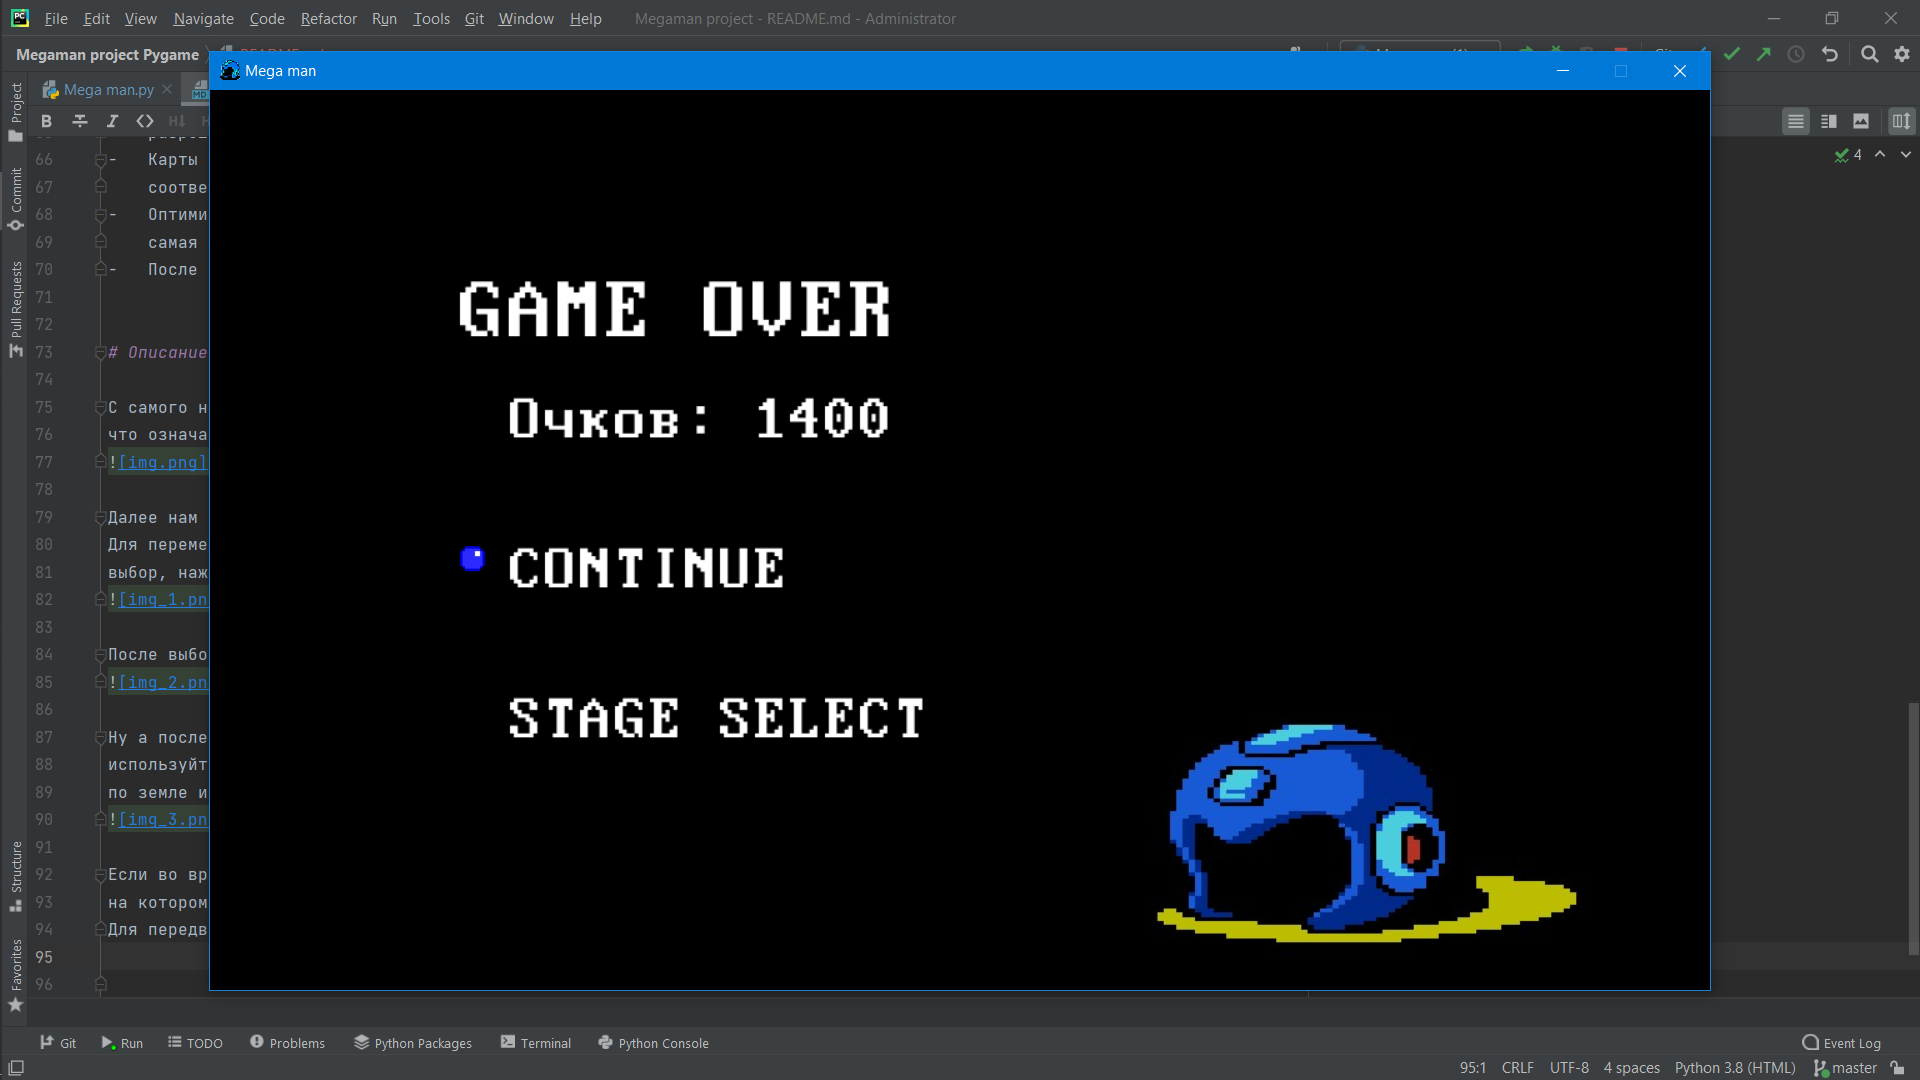 File Edit View Navigate Code Refactor Run Tools Git Window Help Megaman project - README.md - Administrator
Megaman project Pygame
Mega man
Mega man.py
Project
Commit
Pull Requests
Structure
Favorites
4
66 - Карты
67 соотве
68 - Оптими
69 самая
70 - После
71
72
73 # Описание
74
75 С самого н
76 что означа
77 ![img.png]
78
79 Далее нам
80 Для переме
81 выбор, наж
82 ![img_1.pn
83
84 После выбо
85 ![img_2.pn
86
87 Ну а после
88 используйт
89 по земле и
90 ![img_3.pn
91
92 Если во вр
93 на котором
94 Для передв
95
96
GAME OVER
Очков: 1400
CONTINUE
STAGE SELECT
Git Run TODO Problems Python Packages Terminal Python Console Event Log
95:1 CRLF UTF-8 4 spaces Python 3.8 (HTML) master